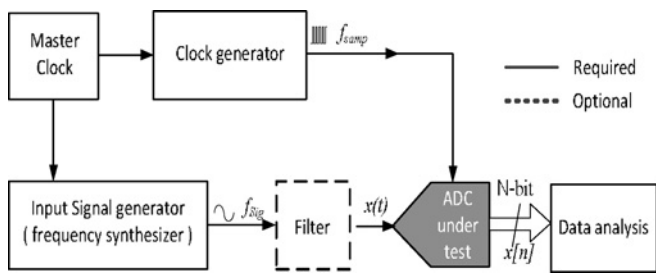 Master
Clock
Clock generator
f_samp
Required
Optional
Input Signal generator
( frequency synthesizer )
f_Sig
Filter
x(t)
ADC
under
test
N-bit
x[n]
Data analysis